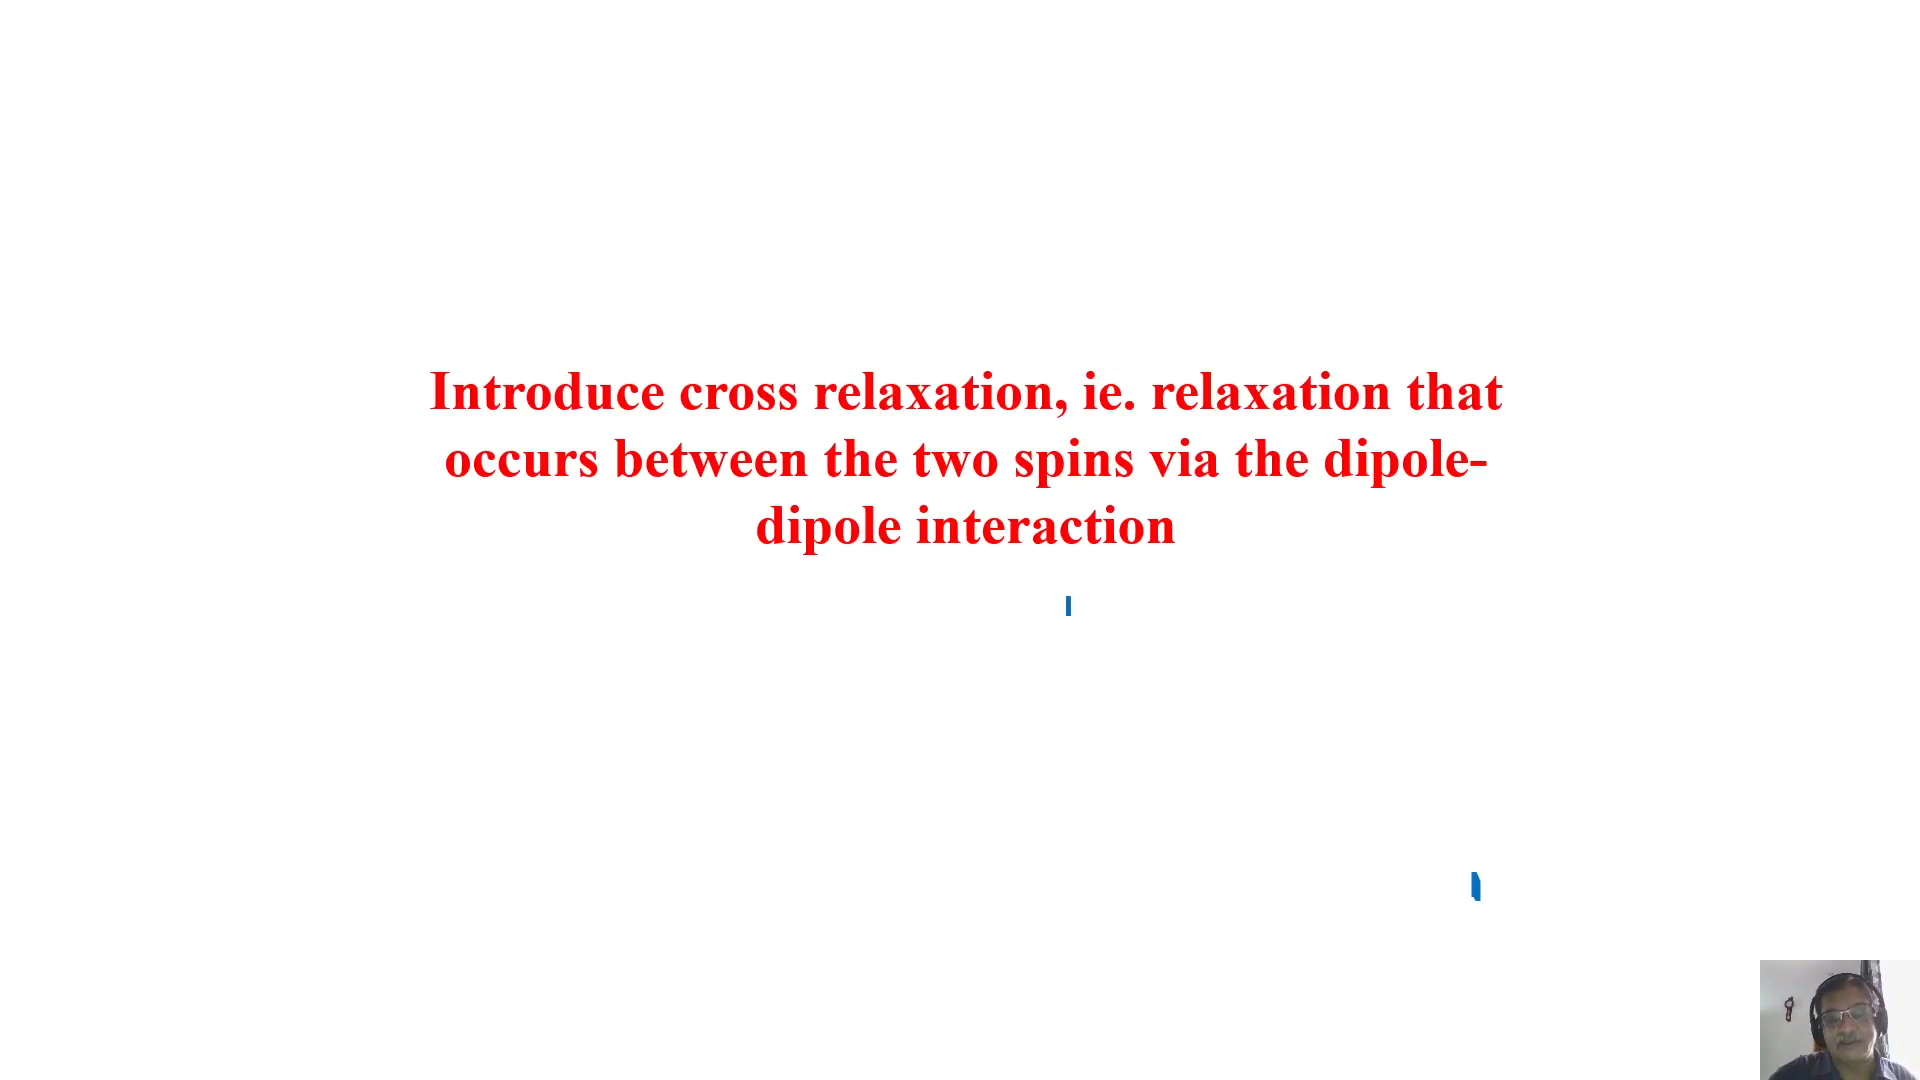 Introduce cross relaxation, ie. relaxation that
occurs between the two spins via the dipole-
dipole interaction